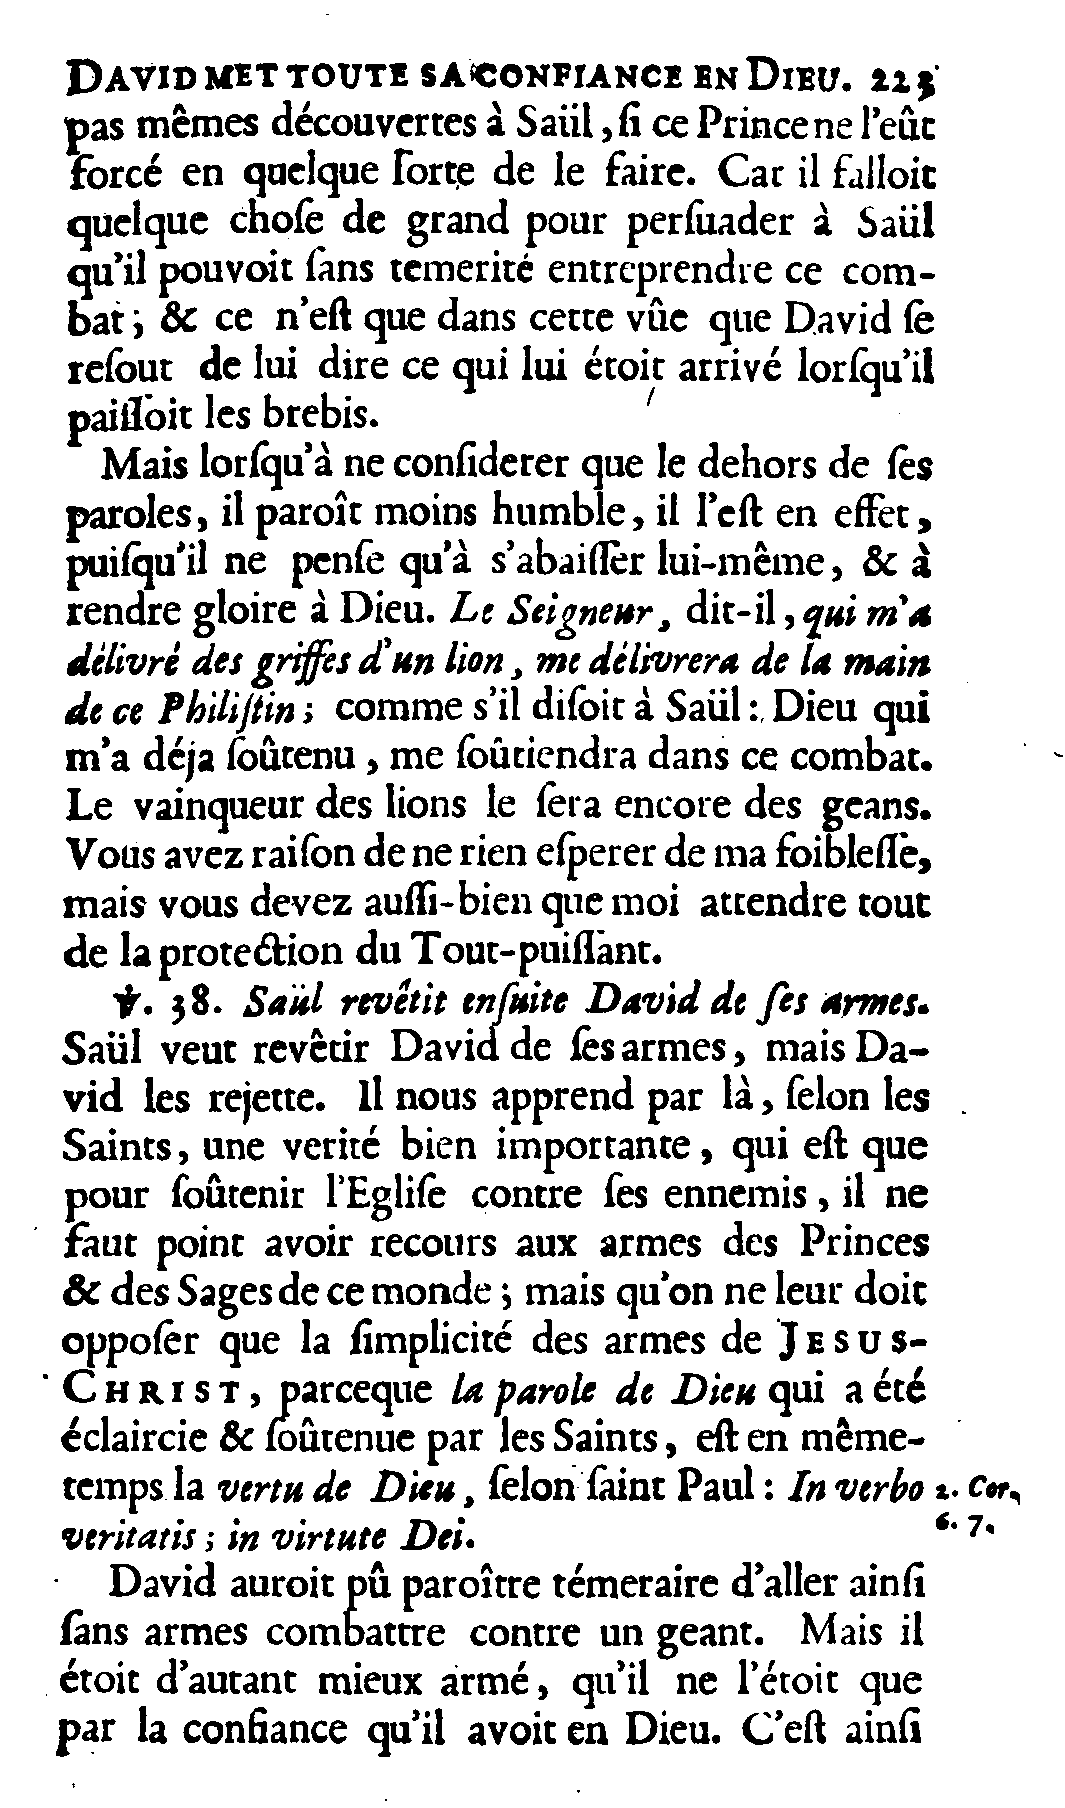 DAVID MET TOUTE SA CONFIANCE EN DIEU. 223
pas mêmes découvertes à Saül, ſi ce Prince ne l'eût
forcé en quelque ſorte de le faire. Car il falloit
quelque choſe de grand pour perſuader à Saül
qu'il pouvoit ſans temerité entreprendre ce com-
bat; & ce n'eſt que dans cette vûe que David ſe
reſout de lui dire ce qui lui étoit arrivé lorſqu'il
paiſſoit les brebis.
Mais lorſqu'à ne conſiderer que le dehors de ſes
paroles, il paroît moins humble, il l'eſt en effet,
puiſqu'il ne penſe qu'à s'abaiſſer lui-même, & à
rendre gloire à Dieu. Le Seigneur, dit-il, qui m'a
délivré des griffes d'un lion, me délivrera de la main
de ce Philiſtin; comme s'il diſoit à Saül: Dieu qui
m'a déja ſoûtenu, me ſoûtiendra dans ce combat.
Le vainqueur des lions le ſera encore des geans.
Vous avez raiſon de ne rien eſperer de ma foibleſſe,
mais vous devez auſſi-bien que moi attendre tout
de la protection du Tout-puiſſant.
℣. 38. Saül revêtit enſuite David de ſes armes.
Saül veut revêtir David de ſes armes, mais Da-
vid les rejette. Il nous apprend par là, ſelon les
Saints, une verité bien importante, qui eſt que
pour ſoûtenir l'Egliſe contre ſes ennemis, il ne
faut point avoir recours aux armes des Princes
& des Sages de ce monde; mais qu'on ne leur doit
oppoſer que la ſimplicité des armes de JESUS-
CHRIST, parceque la parole de Dieu qui a été
éclaircie & ſoûtenue par les Saints, eſt en même-
temps la vertu de Dieu, ſelon ſaint Paul: In verbo 2. Cor.
veritatis; in virtute Dei. 6. 7.
David auroit pû paroître témeraire d'aller ainſi
ſans armes combattre contre un geant. Mais il
étoit d'autant mieux armé, qu'il ne l'étoit que
par la confiance qu'il avoit en Dieu. C'eſt ainſi